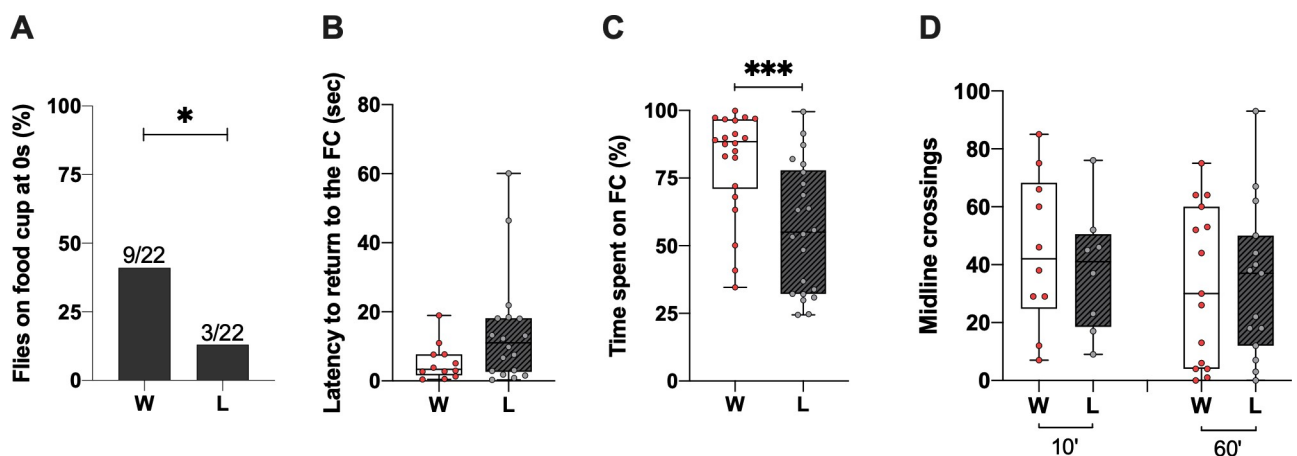 A
Flies on food cup at 0s (%)
100
75
50
25
0
*
9/22
3/22
W
L
B
Latency to return to the FC (sec)
80
60
40
20
0
W
L
C
Time spent on FC (%)
100
75
50
25
0
***
W
L
D
Midline crossings
100
80
60
40
20
0
W
L
W
L
10'
60'